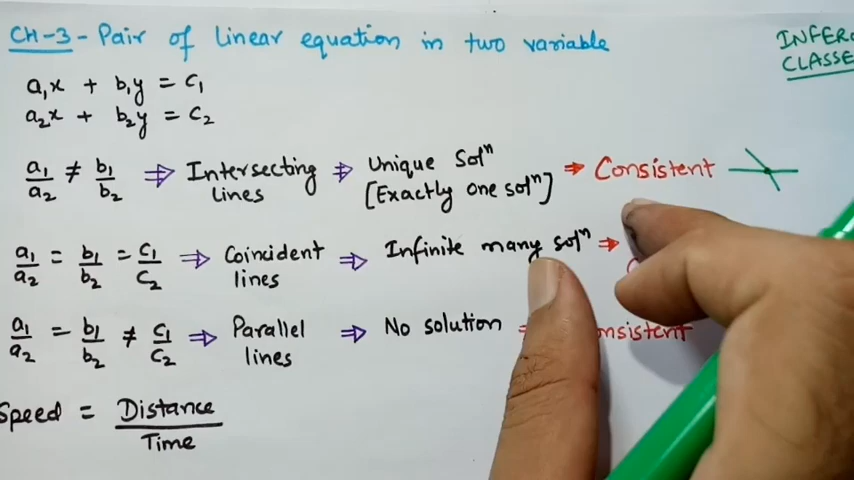 CH-3 - Pair of linear equation in two variable
INFER
CLASSE
a₁x + b₁y = c₁
a₂x + b₂y = c₂
a₁/a₂ ≠ b₁/b₂ ⇒ Intersecting lines ⇒ Unique Solⁿ [Exactly one solⁿ] ⇒ Consistent
a₁/a₂ = b₁/b₂ = c₁/c₂ ⇒ Coincident lines ⇒ Infinite many solⁿ ⇒
a₁/a₂ = b₁/b₂ ≠ c₁/c₂ ⇒ Parallel lines ⇒ No solution ⇒ nsistent
Speed = Distance/Time